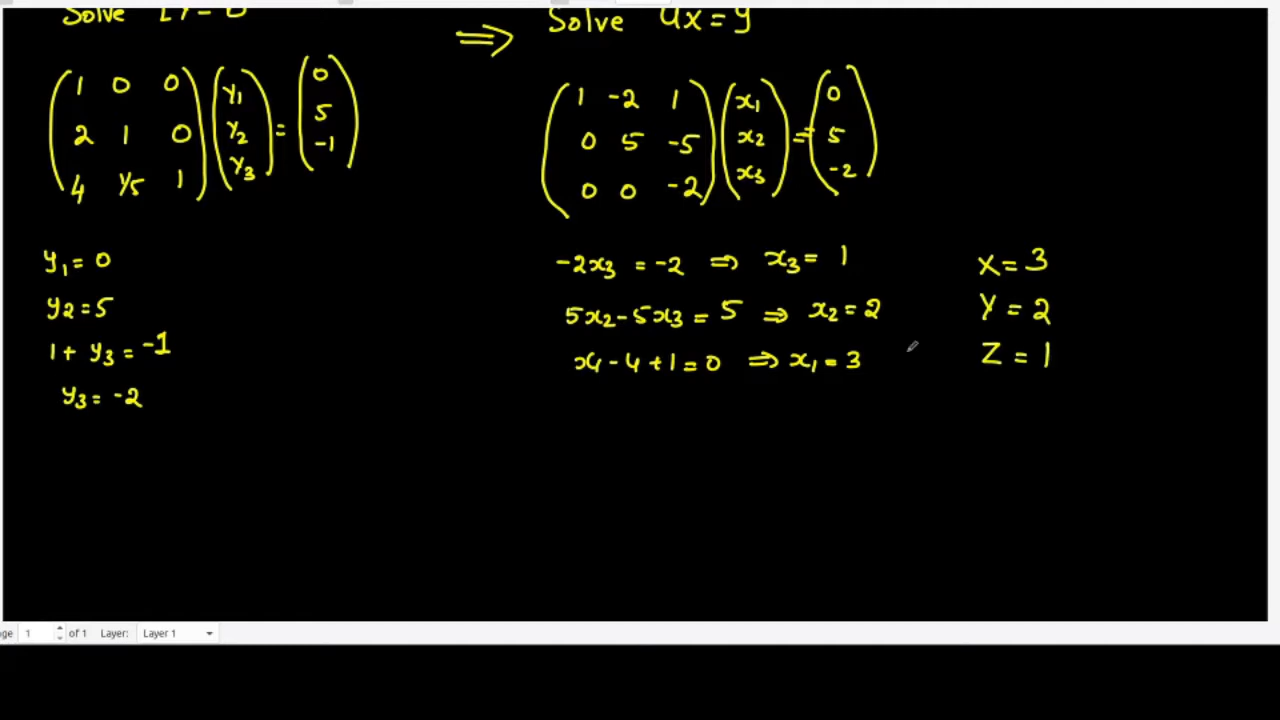 Solve LY = b
⇒ Solve Ux = y
(1 0 0) (y1) = (0)
(2 1 0) (y2) (5)
(4 1/5 1) (y3) (-1)
(1 -2 1) (x1) = (0)
(0 5 -5) (x2) (5)
(0 0 -2) (x3) (-2)
y1 = 0
y2 = 5
1 + y3 = -1
y3 = -2
-2x3 = -2 ⇒ x3 = 1
5x2 - 5x3 = 5 ⇒ x2 = 2
x1 - 4 + 1 = 0 ⇒ x1 = 3
X = 3
Y = 2
Z = 1
age 1 of 1 Layer: Layer 1